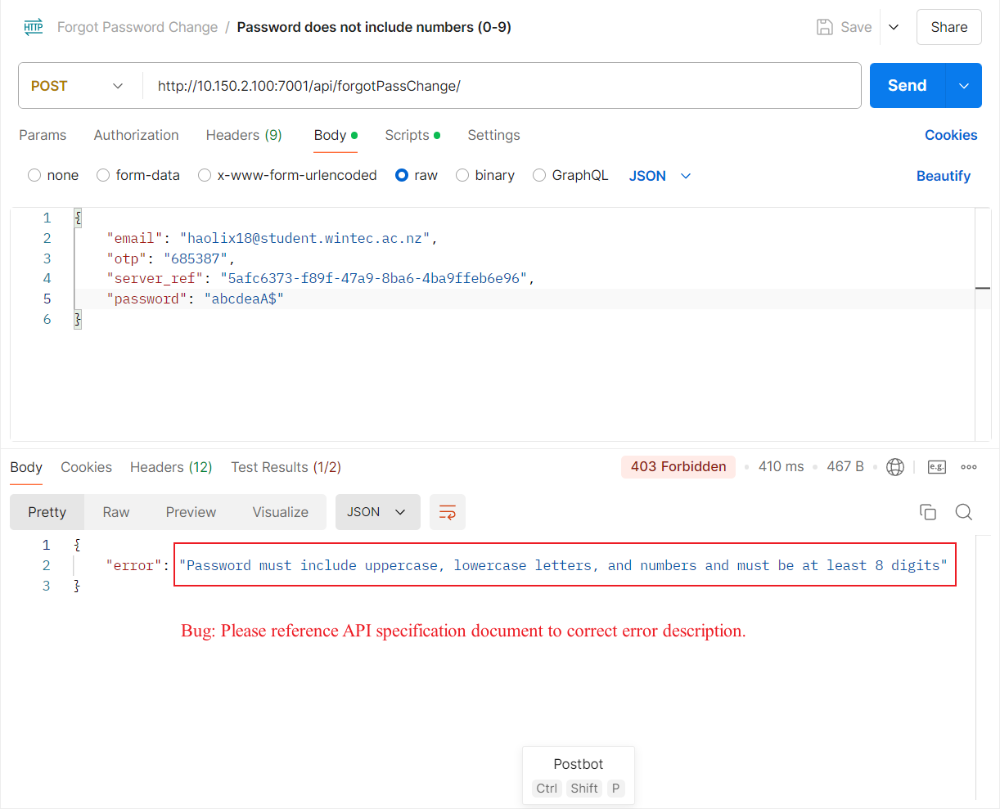 HTTP Forgot Password Change / Password does not include numbers (0-9) Save Share
POST http://10.150.2.100:7001/api/forgotPassChange/ Send
Params Authorization Headers (9) Body Scripts Settings Cookies
none form-data x-www-form-urlencoded raw binary GraphQL JSON Beautify
1 {
2 "email": "haolix18@student.wintec.ac.nz",
3 "otp": "685387",
4 "server_ref": "5afc6373-f89f-47a9-8ba6-4ba9ffeb6e96",
5 "password": "abcdeaA$"
6 }
Body Cookies Headers (12) Test Results (1/2) 403 Forbidden • 410 ms • 467 B • e.g.
Pretty Raw Preview Visualize JSON
1 {
2 "error": "Password must include uppercase, lowercase letters, and numbers and must be at least 8 digits"
3 }
Bug: Please reference API specification document to correct error description.
Postbot
Ctrl Shift P